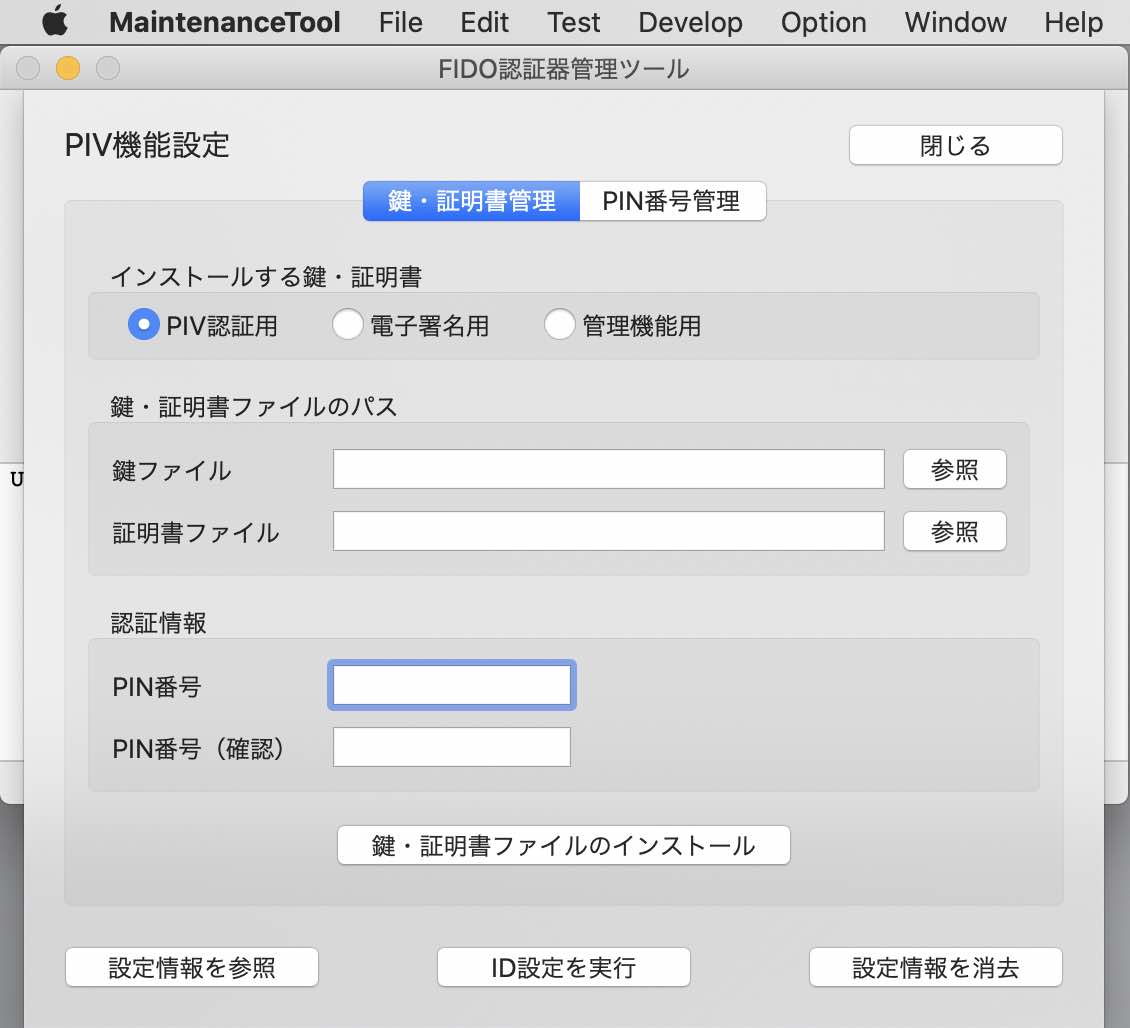 MaintenanceTool File Edit Test Develop Option Window Help
FIDO認証器管理ツール
PIV機能設定 閉じる
鍵・証明書管理 PIN番号管理
インストールする鍵・証明書
PIV認証用 電子署名用 管理機能用
鍵・証明書ファイルのパス
鍵ファイル 参照
U
証明書ファイル 参照
認証情報
PIN番号
PIN番号（確認）
鍵・証明書ファイルのインストール
設定情報を参照 ID設定を実行 設定情報を消去